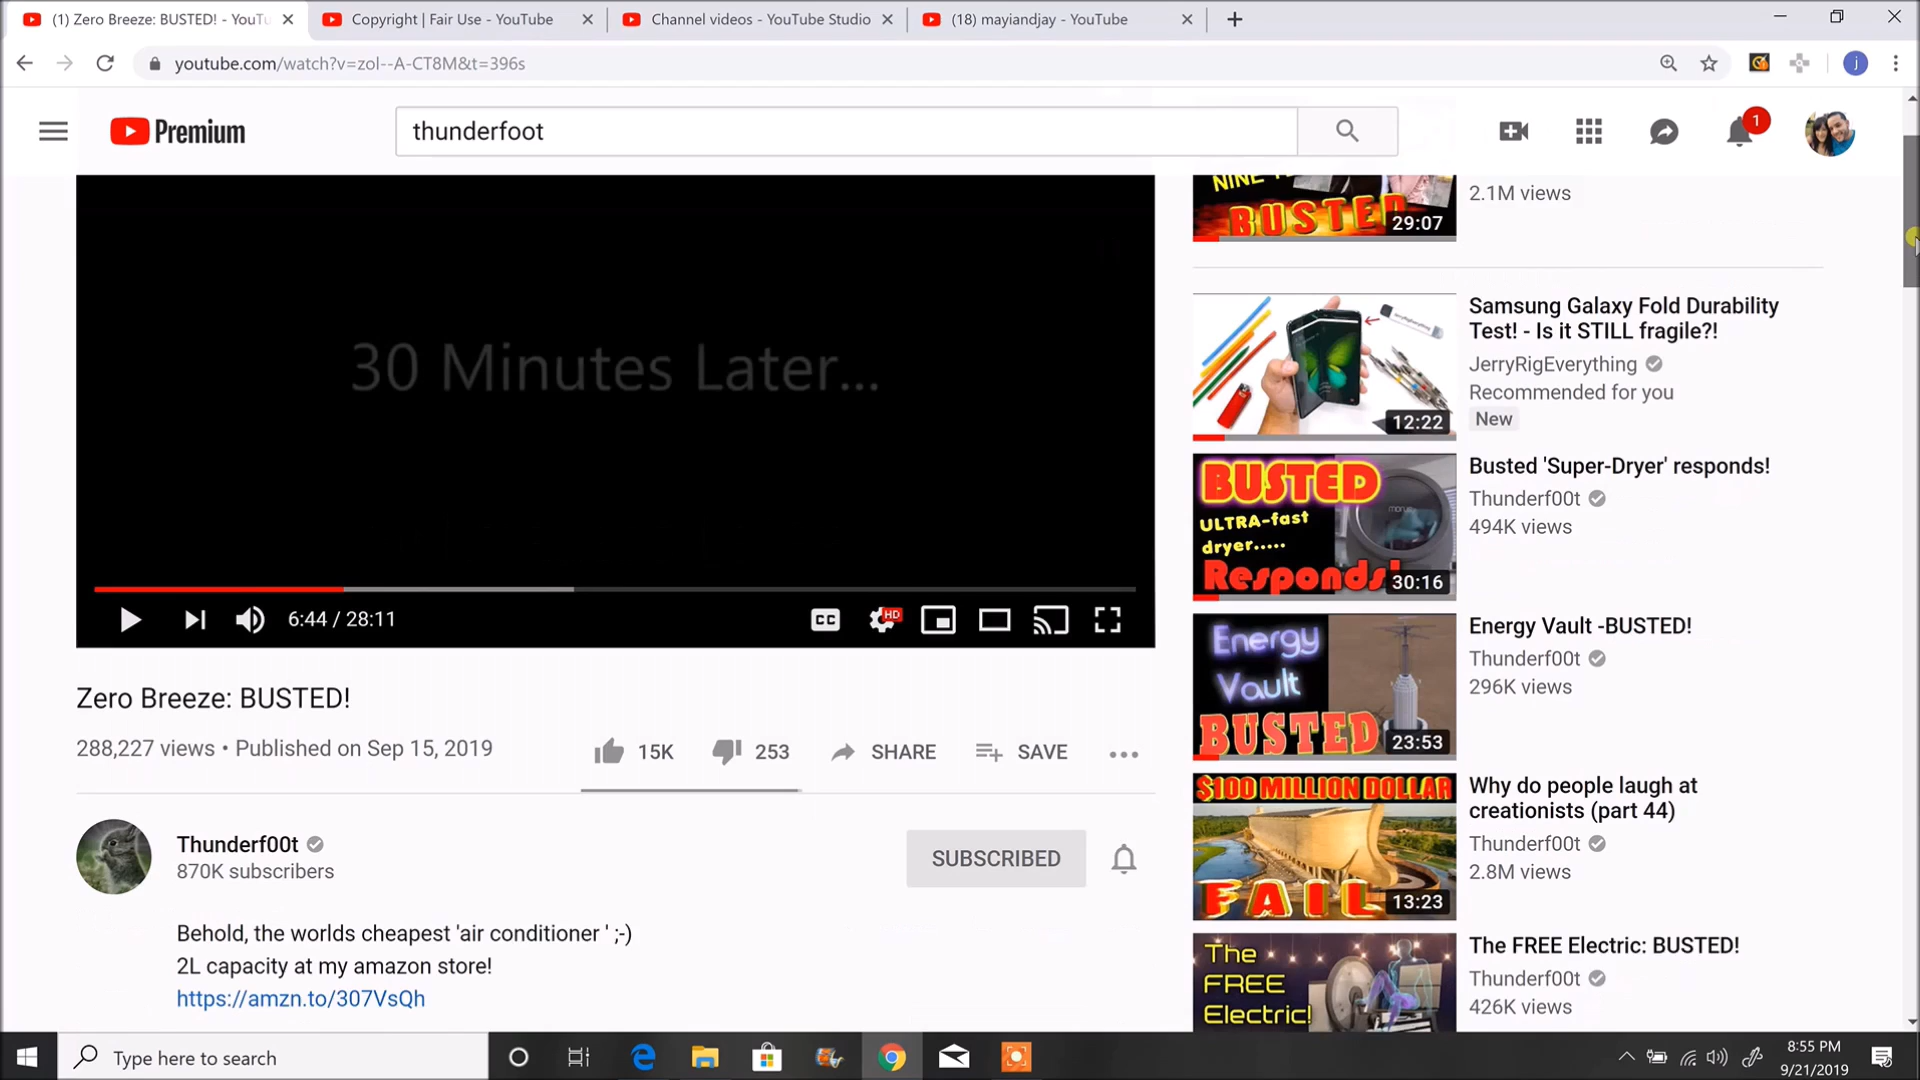 (1) Zero Breeze: BUSTED! - YouTu
Copyright | Fair Use - YouTube
Channel videos - YouTube Studio
(18) mayiandjay - YouTube
youtube.com/watch?v=zol--A-CT8M&t=396s
j
Premium
thunderfoot
1
NINE
BUSTED
29:07
2.1M views
30 Minutes Later...
6:44 / 28:11
CC
HD
Zero Breeze: BUSTED!
288,227 views • Published on Sep 15, 2019
15K
253
SHARE
SAVE
Thunderf00t
870K subscribers
SUBSCRIBED
Behold, the worlds cheapest 'air conditioner ' ;-)
2L capacity at my amazon store!
https://amzn.to/307VsQh
12:22
Samsung Galaxy Fold Durability
Test! - Is it STILL fragile?!
JerryRigEverything
Recommended for you
New
BUSTED
ULTRA-fast
dryer.....
Responds!
30:16
Busted 'Super-Dryer' responds!
Thunderf00t
494K views
Energy
Vault
BUSTED
23:53
Energy Vault -BUSTED!
Thunderf00t
296K views
$100 MILLION DOLLAR
FAIL
13:23
Why do people laugh at
creationists (part 44)
Thunderf00t
2.8M views
The
FREE
Electric!
The FREE Electric: BUSTED!
Thunderf00t
426K views
Type here to search
8:55 PM
9/21/2019